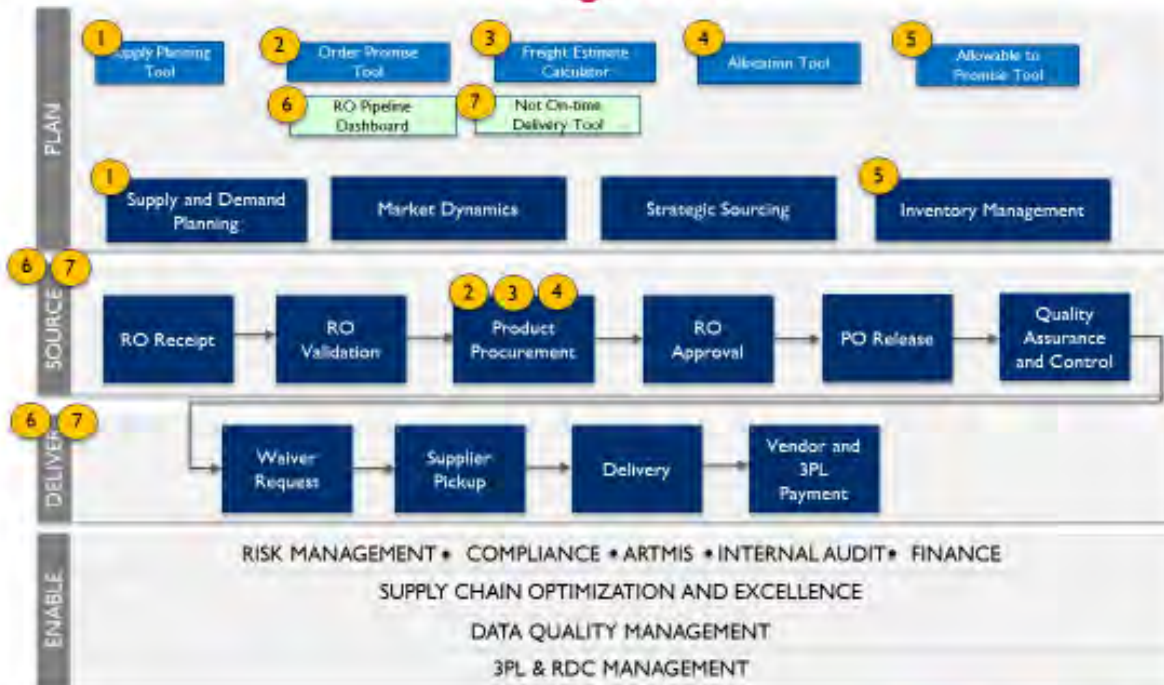 1
Supply Planning
Tool
2
Order Promise
Tool
3
Freight Estimate
Calculator
4
Allocation Tool
5
Allowable to
Promise Tool
6
RO Pipeline
Dashboard
7
Not On-time
Delivery Tool
PLAN
1
Supply and Demand
Planning
Market Dynamics
Strategic Sourcing
5
Inventory Management
6 7
SOURCE
RO Receipt
RO
Validation
2 3 4
Product
Procurement
RO
Approval
PO Release
Quality
Assurance
and Control
6 7
DELIVER
Waiver
Request
Supplier
Pickup
Delivery
Vendor and
3PL
Payment
ENABLE
RISK MANAGEMENT • COMPLIANCE • ARTMIS • INTERNAL AUDIT • FINANCE
SUPPLY CHAIN OPTIMIZATION AND EXCELLENCE
DATA QUALITY MANAGEMENT
3PL & RDC MANAGEMENT